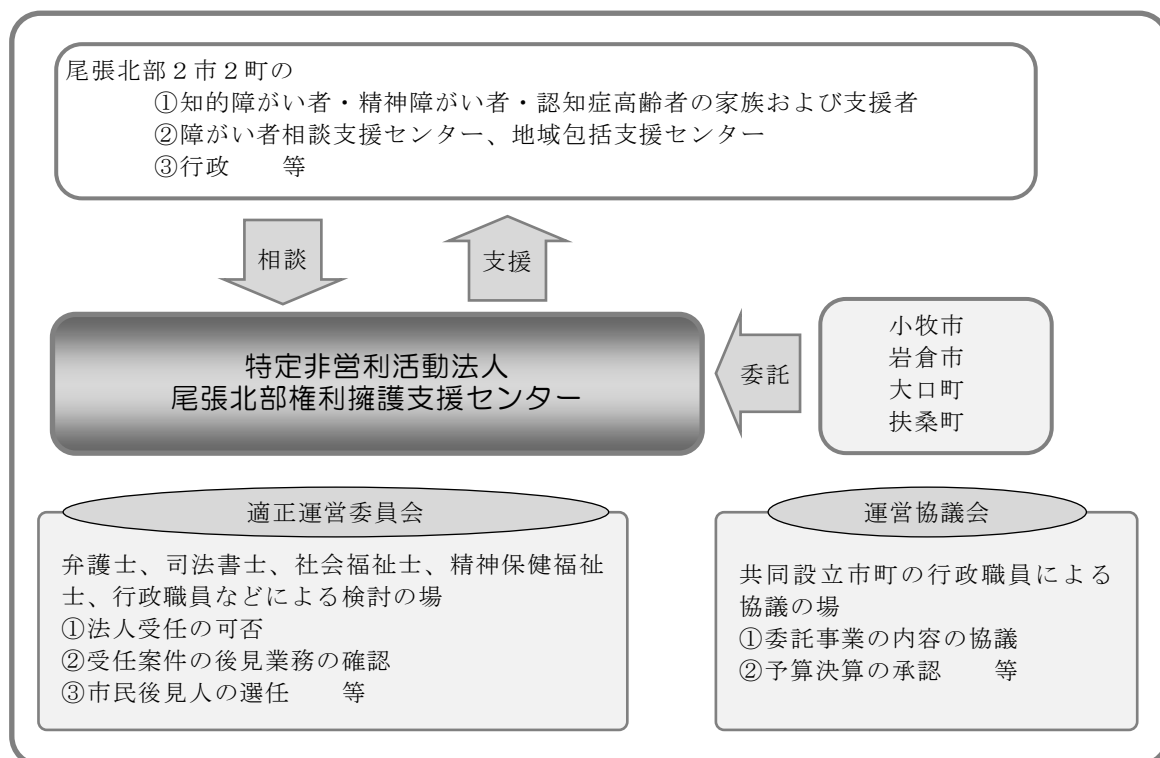 尾張北部２市２町の
①知的障がい者・精神障がい者・認知症高齢者の家族および支援者
②障がい者相談支援センター、地域包括支援センター
③行政　　等
相談
支援
特定非営利活動法人
尾張北部権利擁護支援センター
委託
小牧市
岩倉市
大口町
扶桑町
適正運営委員会
弁護士、司法書士、社会福祉士、精神保健福祉
士、行政職員などによる検討の場
①法人受任の可否
②受任案件の後見業務の確認
③市民後見人の選任　　等
運営協議会
共同設立市町の行政職員による
協議の場
①委託事業の内容の協議
②予算決算の承認　　等